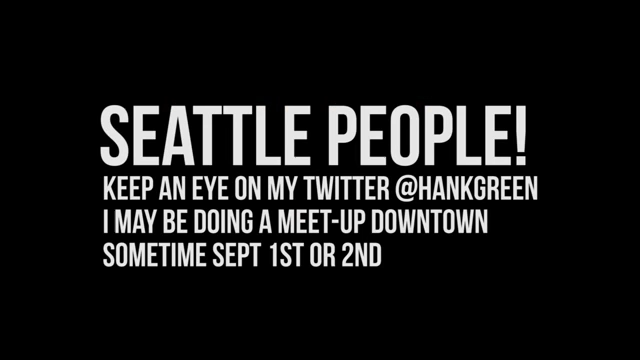 SEATTLE PEOPLE!
KEEP AN EYE ON MY TWITTER @HANKGREEN
I MAY BE DOING A MEET-UP DOWNTOWN
SOMETIME SEPT 1ST OR 2ND